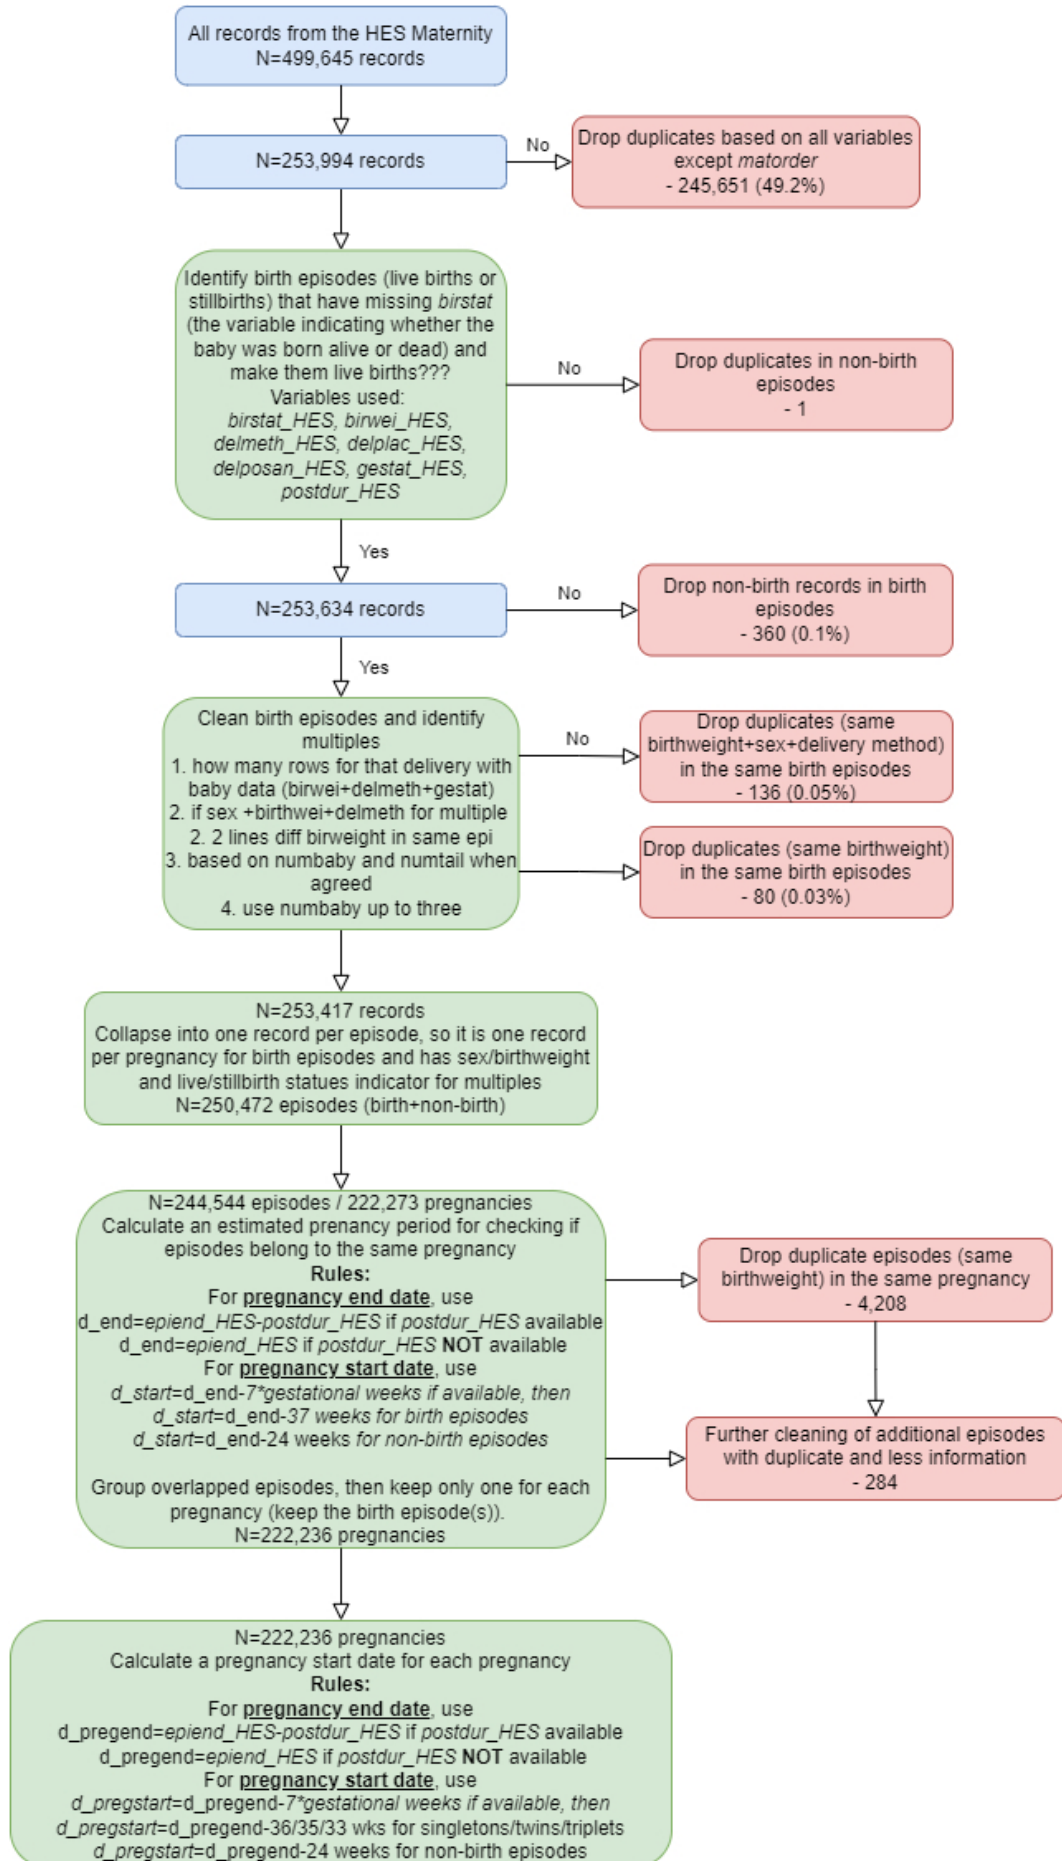 All records from the HES Maternity
N=499,645 records
N=253,994 records
No
Drop duplicates based on all variables
except matorder
- 245,651 (49.2%)
Identify birth episodes (live births or
stillbirths) that have missing birstat
(the variable indicating whether the
baby was born alive or dead) and
make them live births???
Variables used:
birstat_HES, birwei_HES,
delmeth_HES, delplac_HES,
delposan_HES, gestat_HES,
postdur_HES
No
Drop duplicates in non-birth
episodes
- 1
Yes
N=253,634 records
No
Drop non-birth records in birth
episodes
- 360 (0.1%)
Yes
Clean birth episodes and identify
multiples
1. how many rows for that delivery with
baby data (birwei+delmeth+gestat)
2. if sex +birthwei+delmeth for multiple
2. 2 lines diff birweight in same epi
3. based on numbaby and numtail when
agreed
4. use numbaby up to three
No
Drop duplicates (same
birthweight+sex+delivery method)
in the same birth episodes
- 136 (0.05%)
Drop duplicates (same birthweight)
in the same birth episodes
- 80 (0.03%)
N=253,417 records
Collapse into one record per episode, so it is one record
per pregnancy for birth episodes and has sex/birthweight
and live/stillbirth statues indicator for multiples
N=250,472 episodes (birth+non-birth)
N=244,544 episodes / 222,273 pregnancies
Calculate an estimated prenancy period for checking if
episodes belong to the same pregnancy
Rules:
For pregnancy end date, use
d_end=epiend_HES-postdur_HES if postdur_HES available
d_end=epiend_HES if postdur_HES NOT available
For pregnancy start date, use
d_start=d_end-7*gestational weeks if available, then
d_start=d_end-37 weeks for birth episodes
d_start=d_end-24 weeks for non-birth episodes
Group overlapped episodes, then keep only one for each
pregnancy (keep the birth episode(s)).
N=222,236 pregnancies
Drop duplicate episodes (same
birthweight) in the same pregnancy
- 4,208
Further cleaning of additional episodes
with duplicate and less information
- 284
N=222,236 pregnancies
Calculate a pregnancy start date for each pregnancy
Rules:
For pregnancy end date, use
d_pregend=epiend_HES-postdur_HES if postdur_HES available
d_pregend=epiend_HES if postdur_HES NOT available
For pregnancy start date, use
d_pregstart=d_pregend-7*gestational weeks if available, then
d_pregstart=d_pregend-36/35/33 wks for singletons/twins/triplets
d_pregstart=d_pregend-24 weeks for non-birth episodes